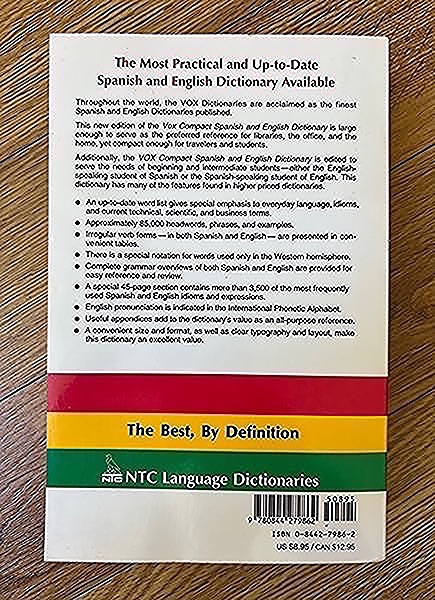 The Most Practical and Up-to-Date
Spanish and English Dictionary Available
Throughout the world, the VOX Dictionaries are acclaimed as the finest
Spanish and English Dictionaries published.
This new edition of the Vox Compact Spanish and English Dictionary is large
enough to serve as the preferred reference for libraries, the office, and the
home, yet compact enough for travelers and students.
Additionally, the VOX Compact Spanish and English Dictionary is edited to
serve the needs of beginning and intermediate students—either the English-
speaking student of Spanish or the Spanish-speaking student of English. This
dictionary has many of the features found in higher priced dictionaries.
• An up-to-date word list gives special emphasis to everyday language, idioms,
and current technical, scientific, and business terms.
• Approximately 85,000 headwords, phrases, and examples.
• Irregular verb forms—in both Spanish and English—are presented in con-
venient tables.
• There is a special notation for words used only in the Western hemisphere.
• Complete grammar overviews of both Spanish and English are provided for
easy reference and review.
• A special 45-page section contains more than 3,500 of the most frequently
used Spanish and English idioms and expressions.
• English pronunciation is indicated in the International Phonetic Alphabet.
• Useful appendices add to the dictionary's value as an all-purpose reference.
• A convenient size and format, as well as clear typography and layout, make
this dictionary an excellent value.
The Best, By Definition
NTC NTC Language Dictionaries
50895
9 780844 279862
ISBN 0-8442-7986-2
US $8.95 / CAN $12.95